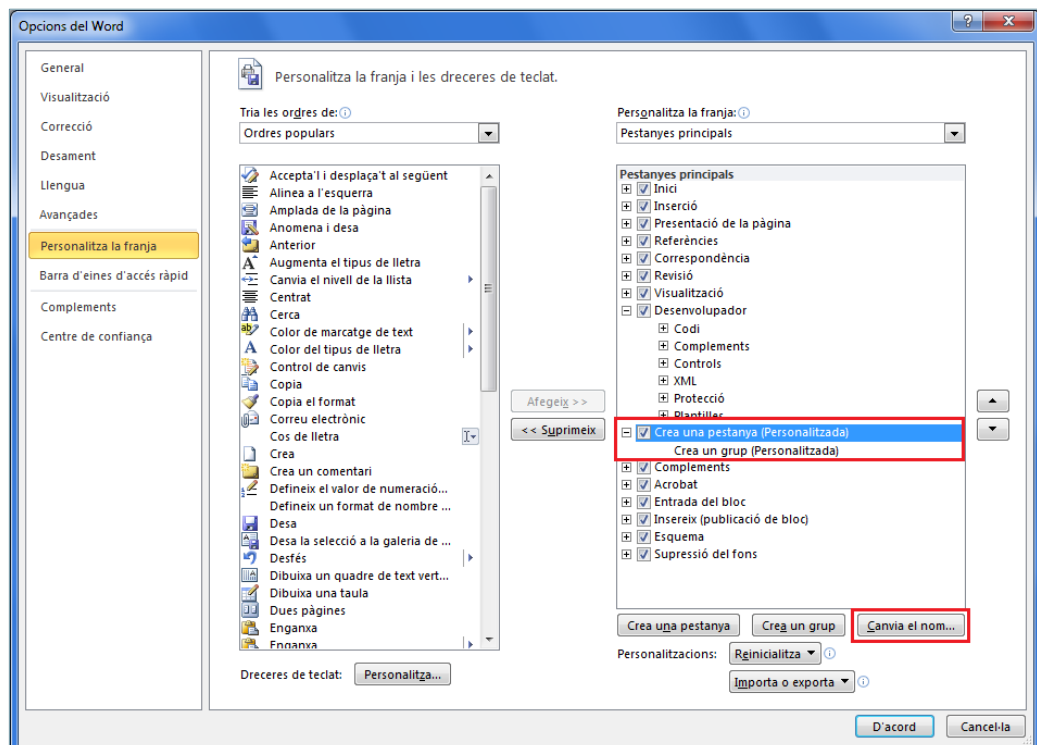 Opcions del Word
General
Visualització
Correcció
Desament
Llengua
Avançades
Personalitza la franja
Barra d'eines d'accés ràpid
Complements
Centre de confiança
Personalitza la franja i les dreceres de teclat.
Tria les ordres de:
Ordres populars
Accepta'l i desplaça't al següent
Alinea a l'esquerra
Amplada de la pàgina
Anomena i desa
Anterior
Augmenta el tipus de lletra
Canvia el nivell de la llista
Centrat
Cerca
Color de marcatge de text
Color del tipus de lletra
Control de canvis
Copia
Copia el format
Correu electrònic
Cos de lletra
Crea
Crea un comentari
Defineix el valor de numeració...
Defineix un format de nombre ...
Desa
Desa la selecció a la galeria de ...
Desfés
Dibuixa un quadre de text vert...
Dibuixa una taula
Dues pàgines
Enganxa
Enganxa
Dreceres de teclat: Personalitza...
Afegeix >>
<< Suprimeix
Personalitza la franja:
Pestanyes principals
Pestanyes principals
Inici
Inserció
Presentació de la pàgina
Referències
Correspondència
Revisió
Visualització
Desenvolupador
Codi
Complements
Controls
XML
Protecció
Plantilles
Crea una pestanya (Personalitzada)
Crea un grup (Personalitzada)
Complements
Acrobat
Entrada del bloc
Insereix (publicació de bloc)
Esquema
Supressió del fons
Crea una pestanya Crea un grup Canvia el nom...
Personalitzacions: Reinicialitza
Importa o exporta
D'acord Cancel·la